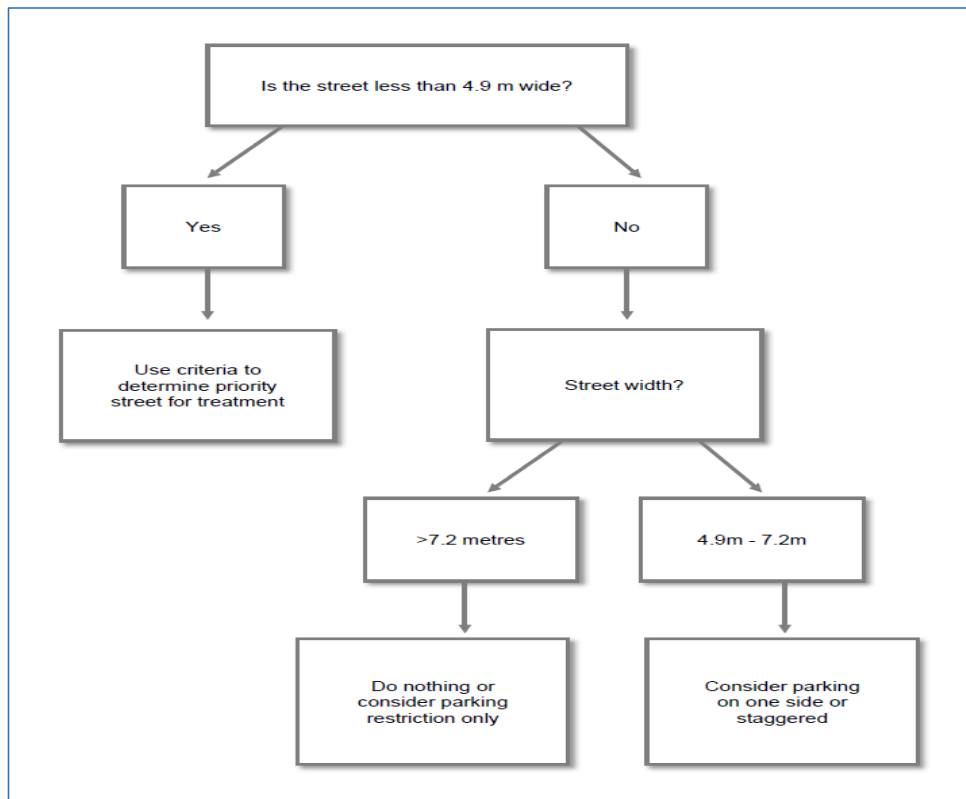 Is the street less than 4.9 m wide?
Yes
No
Use criteria to
determine priority
street for treatment
Street width?
>7.2 metres
4.9m - 7.2m
Do nothing or
consider parking
restriction only
Consider parking
on one side or
staggered